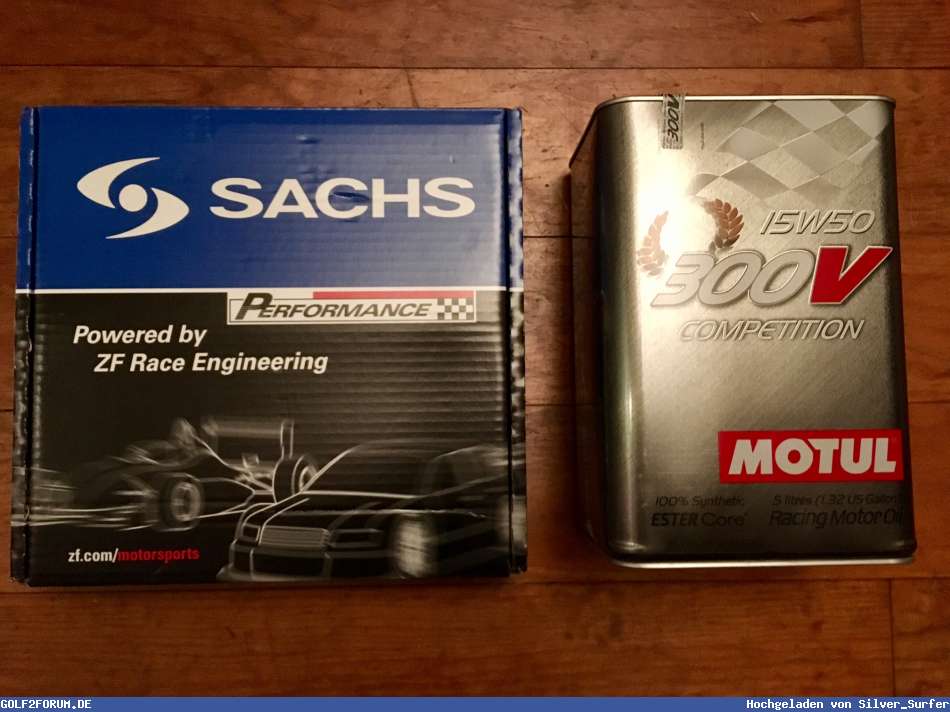 SACHS
PERFORMANCE
Powered by
ZF Race Engineering
zf.com/motorsports
300V
15W50
300V
COMPETITION
MOTUL
100% Synthetic
ESTER Core®
5 litres (1.32 US Gallon)
Racing Motor Oil
GOLF2FORUM.DE
Hochgeladen von Silver_Surfer